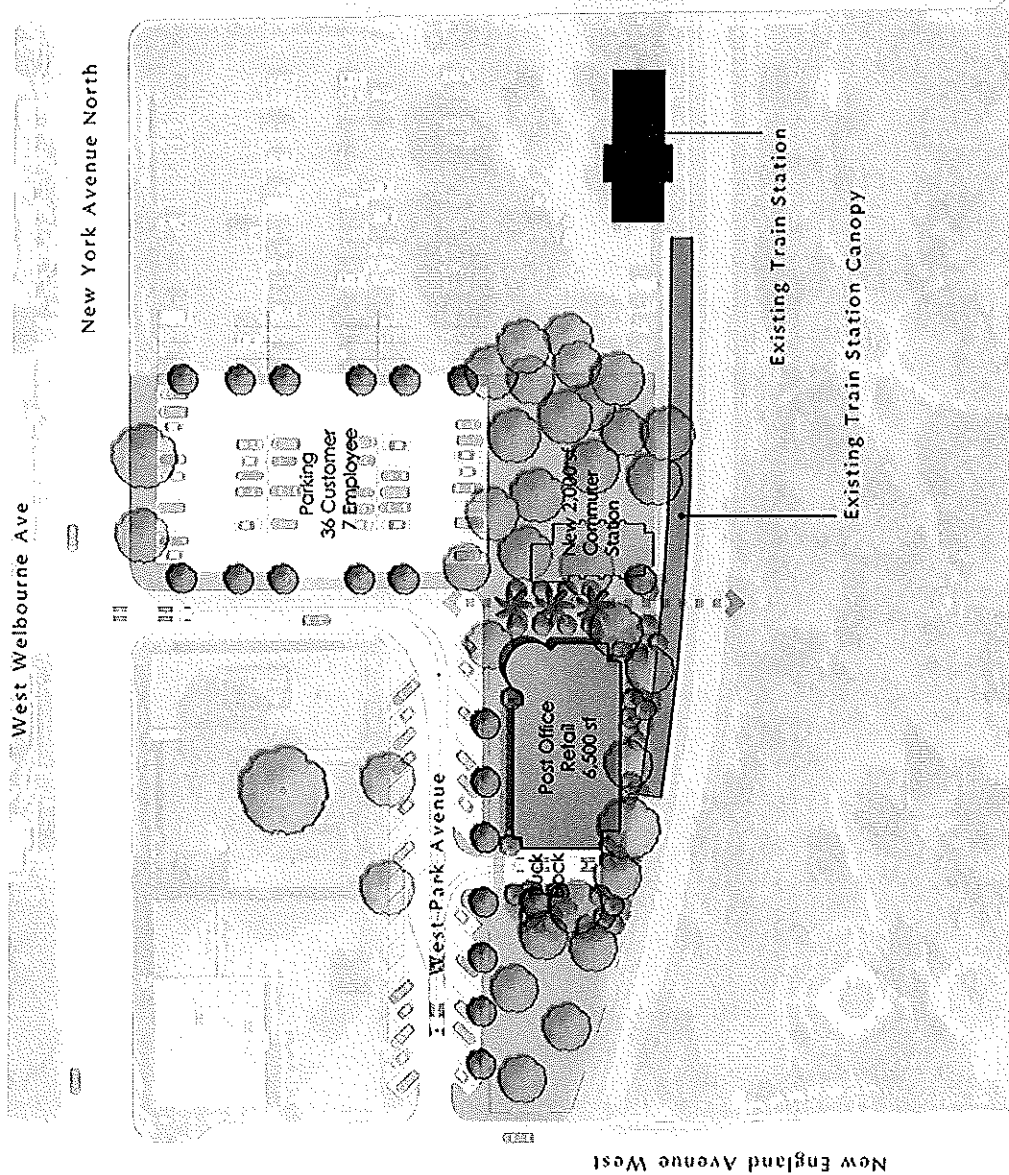 West Welbourne Ave
New York Avenue North
Parking
36 Customer
7 Employee
New 2,000 sf
Commuter
Station
Existing Train Station
Existing Train Station Canopy
West Park Avenue
Post Office
Retail
6,500 sf
New England Avenue West